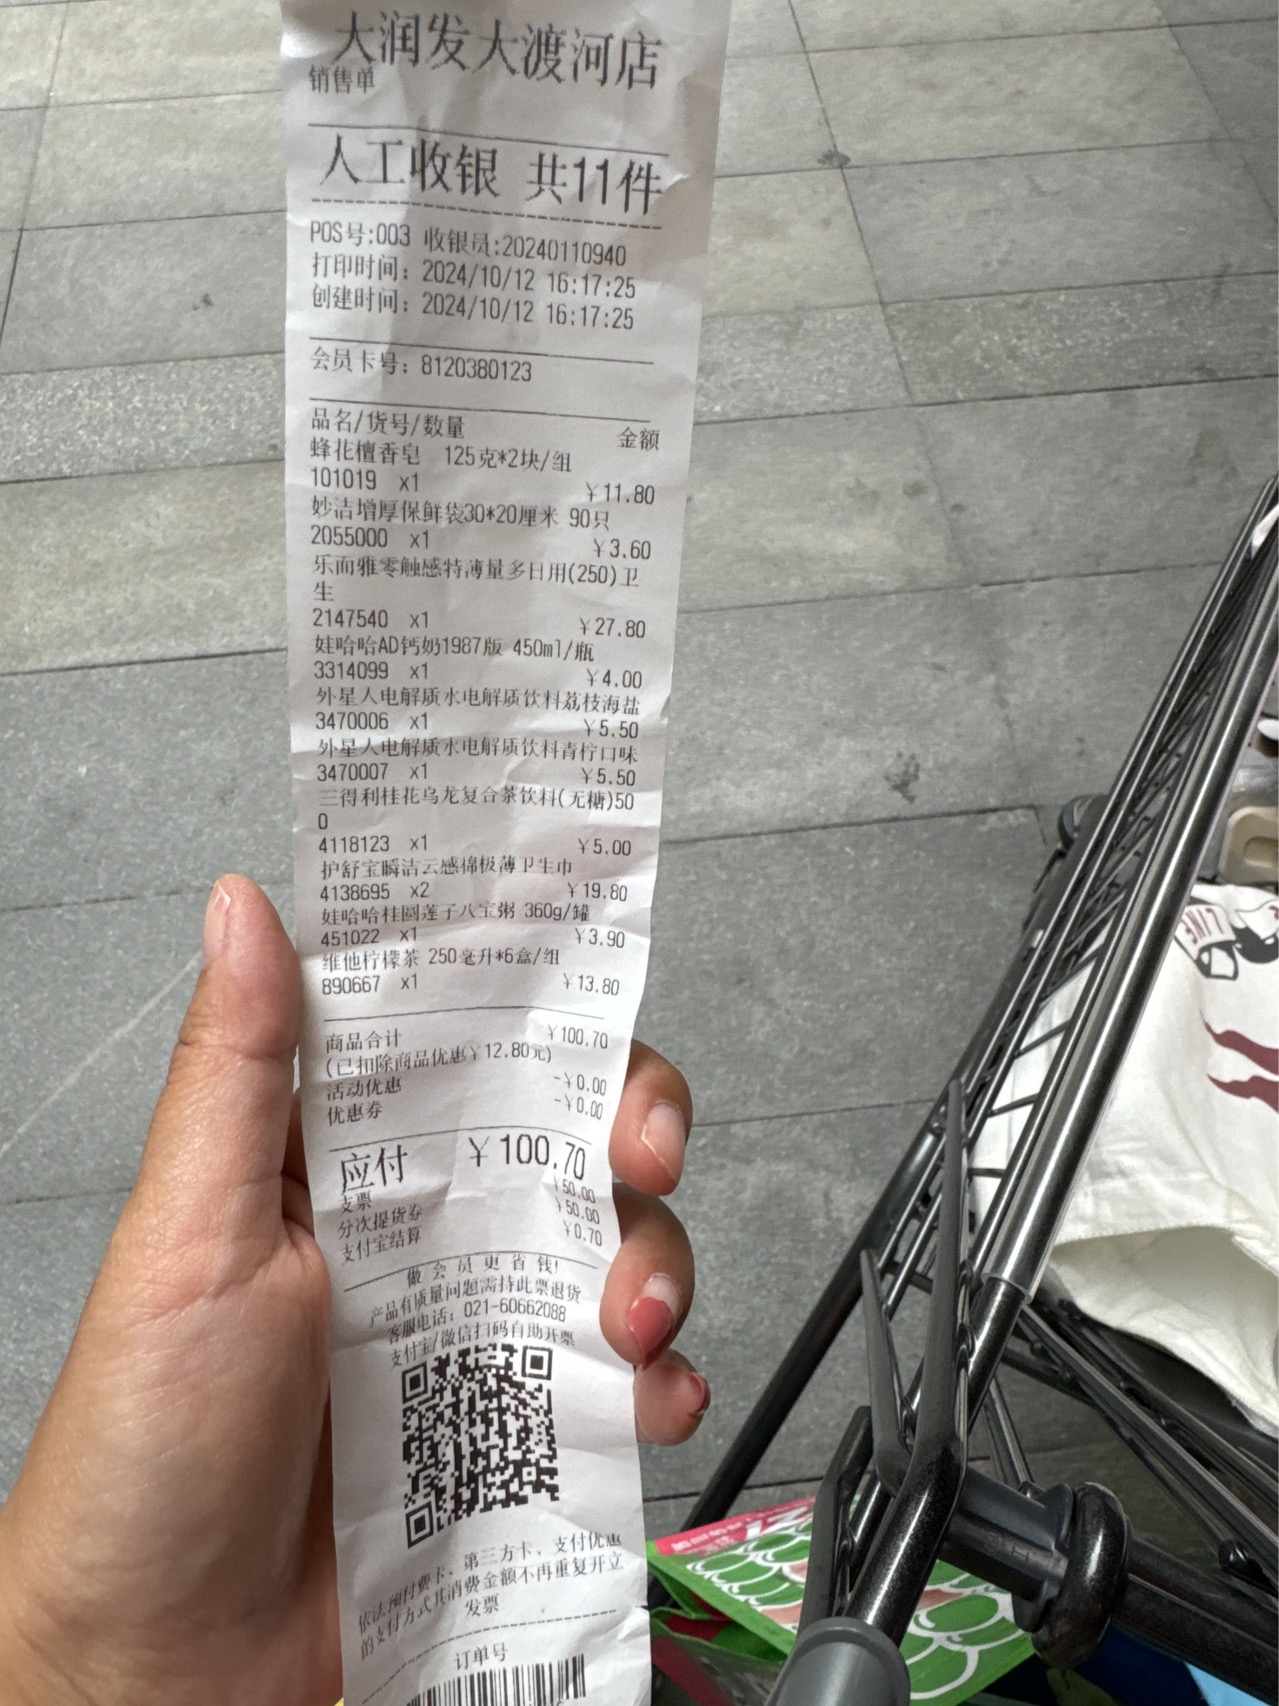 大润发大渡河店
销售单
人工收银 共11件
POS号:003 收银员:20240110940
打印时间: 2024/10/12 16:17:25
创建时间: 2024/10/12 16:17:25
会员卡号: 8120380123
品名/货号/数量 金额
蜂花檀香皂 125克*2块/组
101019 x1 ¥11.80
妙洁增厚保鲜袋30*20厘米 90只
2055000 x1 ¥3.60
乐而雅零触感特薄量多日用(250)卫
生
2147540 x1 ¥27.80
娃哈哈AD钙奶1987版 450ml/瓶
3314099 x1 ¥4.00
外星人电解质水电解质饮料荔枝海盐
3470006 x1 ¥5.50
外星人电解质水电解质饮料青柠口味
3470007 x1 ¥5.50
三得利桂花乌龙复合茶饮料(无糖)50
0
4118123 x1 ¥5.00
护舒宝瞬洁云感棉极薄卫生巾
4138695 x2 ¥19.80
娃哈哈桂圆莲子八宝粥 360g/罐
451022 x1 ¥3.90
维他柠檬茶 250毫升*6盒/组
890667 x1 ¥13.80
商品合计 ¥100.70
(已扣除商品优惠¥12.80元)
活动优惠 -¥0.00
优惠券 -¥0.00
应付 ¥100.70
支票 ¥50.00
分次提货券 ¥50.00
支付宝结算 ¥0.70
做 会 员 更 省 钱!
产品有质量问题需持此票退货
客服电话: 021-60662088
支付宝/微信扫码自助开票
依法预付费卡、第三方卡、支付优惠
的支付方式其消费金额不再重复开立
发票
订单号
LINE